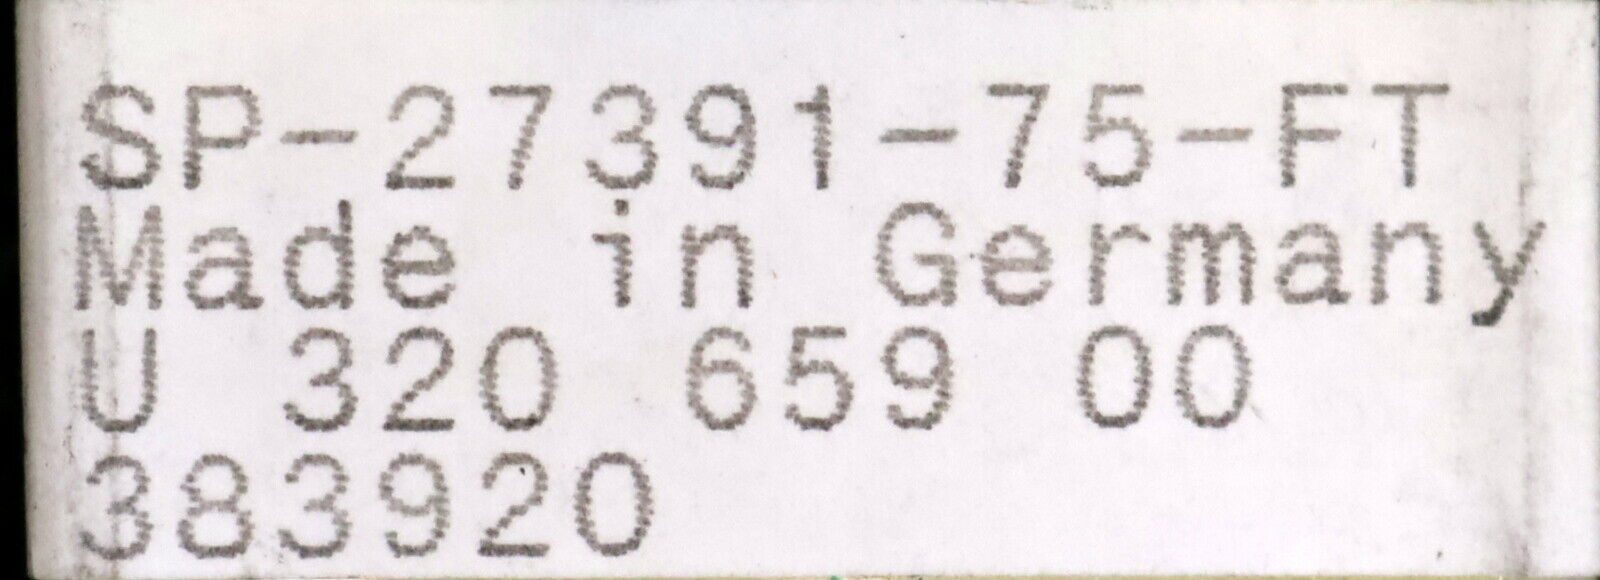 SP-27391-75-FT
Made in Germany
U 320 659 00
383920